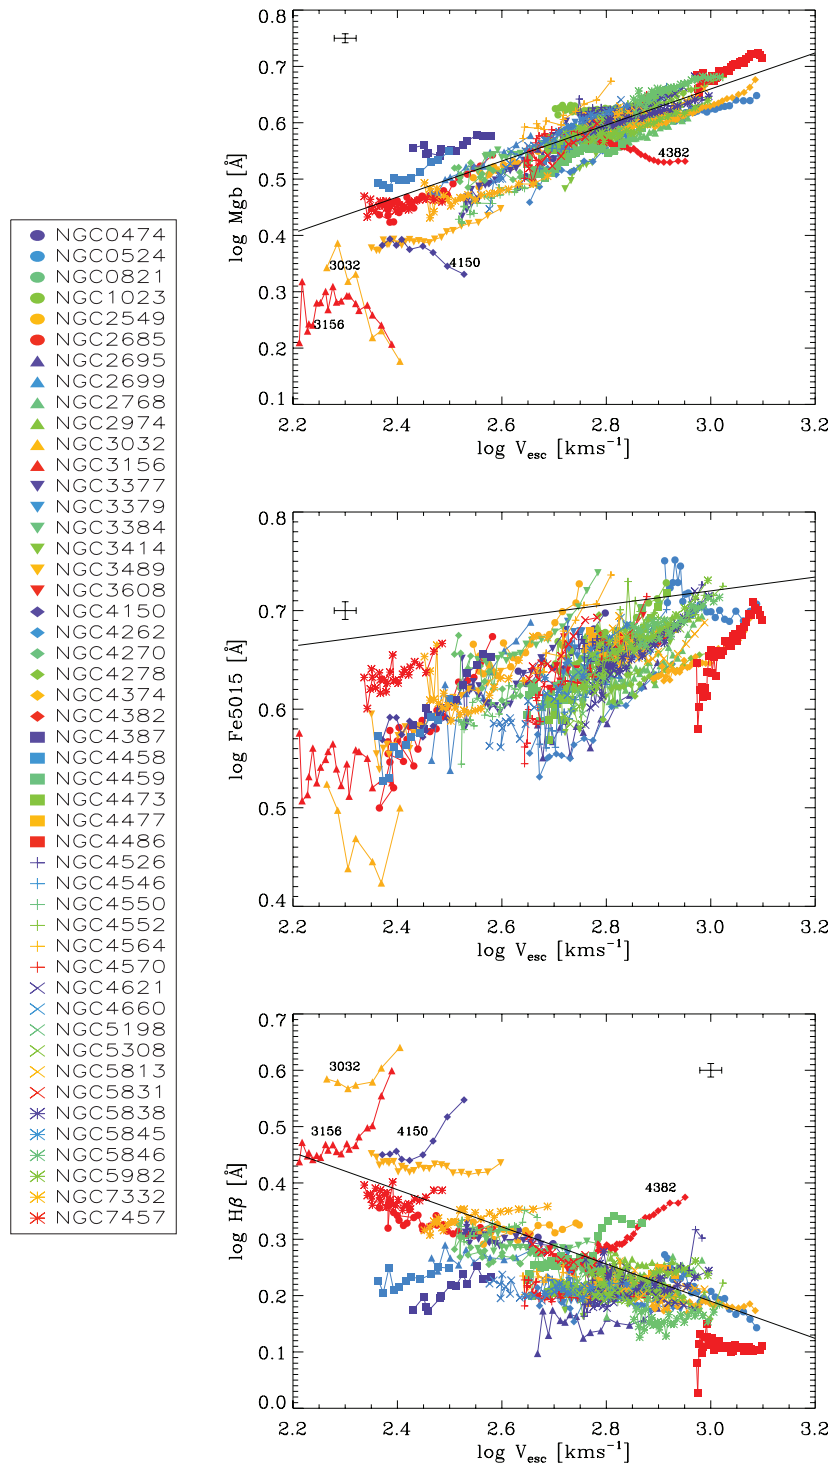 NGC0474
NGC0524
NGC0821
NGC1023
NGC2549
NGC2685
NGC2695
NGC2699
NGC2768
NGC2974
NGC3032
NGC3156
NGC3377
NGC3379
NGC3384
NGC3414
NGC3489
NGC3608
NGC4150
NGC4262
NGC4270
NGC4278
NGC4374
NGC4382
NGC4387
NGC4458
NGC4459
NGC4473
NGC4477
NGC4486
NGC4526
NGC4546
NGC4550
NGC4552
NGC4564
NGC4570
NGC4621
NGC4660
NGC5198
NGC5308
NGC5813
NGC5831
NGC5838
NGC5845
NGC5846
NGC5982
NGC7332
NGC7457
0.8
0.7
0.6
0.5
0.4
0.3
0.2
0.1
log Mgb [Å]
4382
3032
4150
3156
2.2 2.4 2.6 2.8 3.0 3.2
log Vesc [kms⁻¹]
0.8
0.7
0.6
0.5
0.4
log Fe5015 [Å]
2.2 2.4 2.6 2.8 3.0 3.2
log Vesc [kms⁻¹]
0.7
0.6
0.5
0.4
0.3
0.2
0.1
0.0
log Hβ [Å]
3032
3156
4150
4382
2.2 2.4 2.6 2.8 3.0 3.2
log Vesc [kms⁻¹]